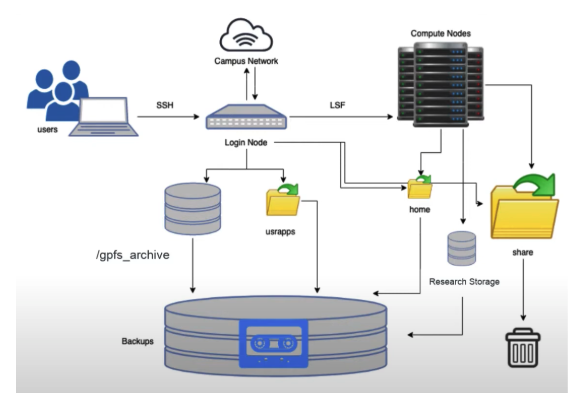 Campus Network
Compute Nodes
SSH
LSF
users
Login Node
home
usrapps
share
/gpfs_archive
Research Storage
Backups